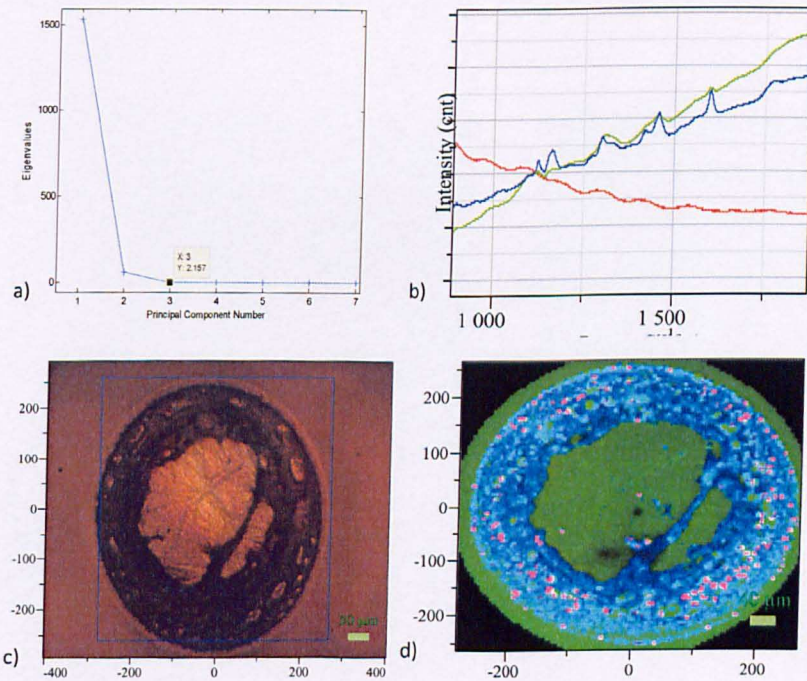 1500
1000
500
0
Eigenvalues
X: 3
Y: 2.157
1 2 3 4 5 6 7
Principal Component Number
a)
Intensity (cnt)
1 000 1 500
b)
200
100
0
-100
-200
-400 -200 0 200 400
c)
200
100
0
-100
-200
µm
-200 0 200
d)